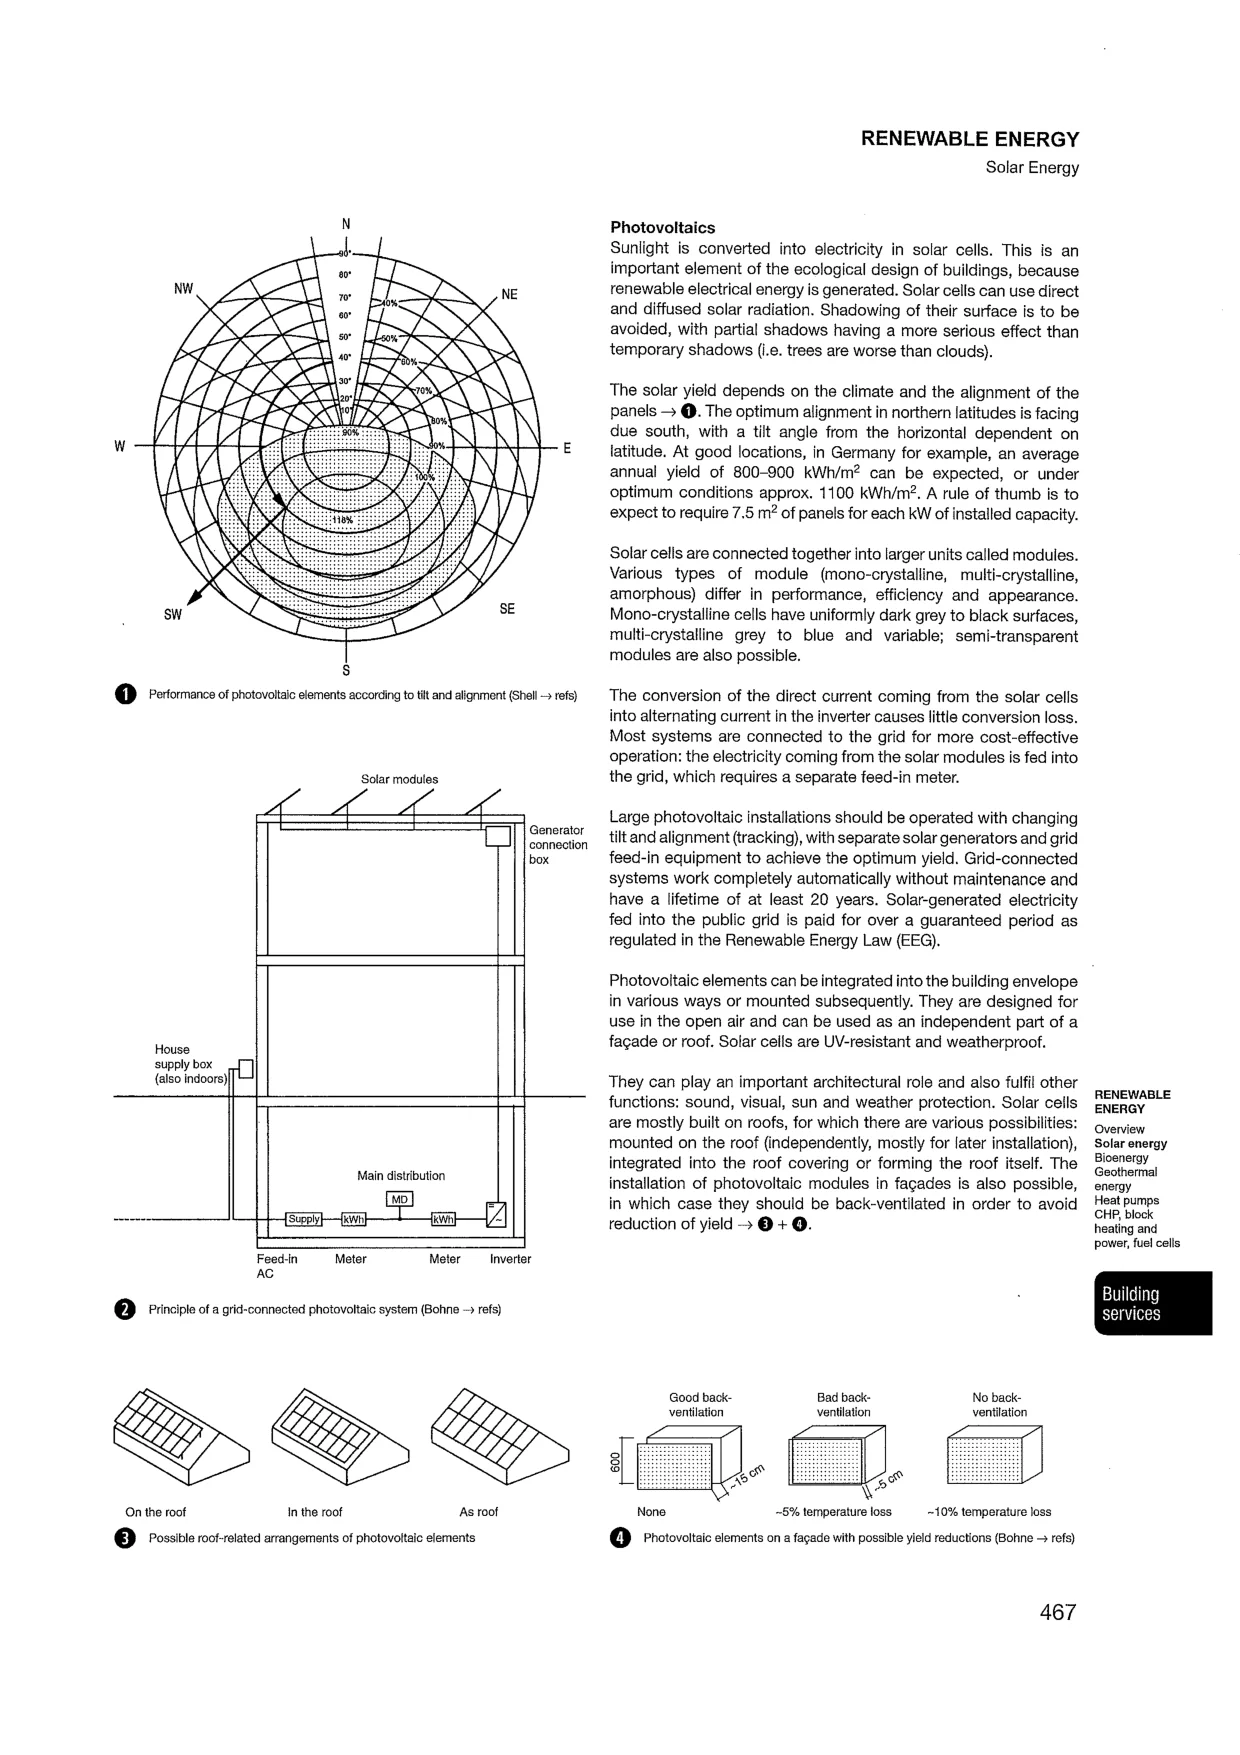 RENEWABLE ENERGY
Solar Energy
N
90°
80°
70°
60°
50°
40°
30°
20°
10°
NW
NE
W
E
SW
SE
S
40%
50%
60%
70%
80%
90%
90%
100%
118%
❶ Performance of photovoltaic elements according to tilt and alignment (Shell → refs)
Solar modules
Generator
connection
box
House
supply box
(also indoors)
Main distribution
MD
Supply
kWh
kWh
=
~
Feed-in
AC
Meter
Meter
Inverter
❷ Principle of a grid-connected photovoltaic system (Bohne → refs)
Photovoltaics
Sunlight is converted into electricity in solar cells. This is an
important element of the ecological design of buildings, because
renewable electrical energy is generated. Solar cells can use direct
and diffused solar radiation. Shadowing of their surface is to be
avoided, with partial shadows having a more serious effect than
temporary shadows (i.e. trees are worse than clouds).
The solar yield depends on the climate and the alignment of the
panels → ❶. The optimum alignment in northern latitudes is facing
due south, with a tilt angle from the horizontal dependent on
latitude. At good locations, in Germany for example, an average
annual yield of 800–900 kWh/m² can be expected, or under
optimum conditions approx. 1100 kWh/m². A rule of thumb is to
expect to require 7.5 m² of panels for each kW of installed capacity.
Solar cells are connected together into larger units called modules.
Various types of module (mono-crystalline, multi-crystalline,
amorphous) differ in performance, efficiency and appearance.
Mono-crystalline cells have uniformly dark grey to black surfaces,
multi-crystalline grey to blue and variable; semi-transparent
modules are also possible.
The conversion of the direct current coming from the solar cells
into alternating current in the inverter causes little conversion loss.
Most systems are connected to the grid for more cost-effective
operation: the electricity coming from the solar modules is fed into
the grid, which requires a separate feed-in meter.
Large photovoltaic installations should be operated with changing
tilt and alignment (tracking), with separate solar generators and grid
feed-in equipment to achieve the optimum yield. Grid-connected
systems work completely automatically without maintenance and
have a lifetime of at least 20 years. Solar-generated electricity
fed into the public grid is paid for over a guaranteed period as
regulated in the Renewable Energy Law (EEG).
Photovoltaic elements can be integrated into the building envelope
in various ways or mounted subsequently. They are designed for
use in the open air and can be used as an independent part of a
façade or roof. Solar cells are UV-resistant and weatherproof.
They can play an important architectural role and also fulfil other
functions: sound, visual, sun and weather protection. Solar cells
are mostly built on roofs, for which there are various possibilities:
mounted on the roof (independently, mostly for later installation),
integrated into the roof covering or forming the roof itself. The
installation of photovoltaic modules in façades is also possible,
in which case they should be back-ventilated in order to avoid
reduction of yield → ❸ + ❹.
RENEWABLE
ENERGY
Overview
Solar energy
Bioenergy
Geothermal
energy
Heat pumps
CHP, block
heating and
power, fuel cells
Building
services
On the roof
In the roof
As roof
❸ Possible roof-related arrangements of photovoltaic elements
Good back-
ventilation
Bad back-
ventilation
No back-
ventilation
600
~15 cm
~5 cm
None
~5% temperature loss
~10% temperature loss
❹ Photovoltaic elements on a façade with possible yield reductions (Bohne → refs)
467